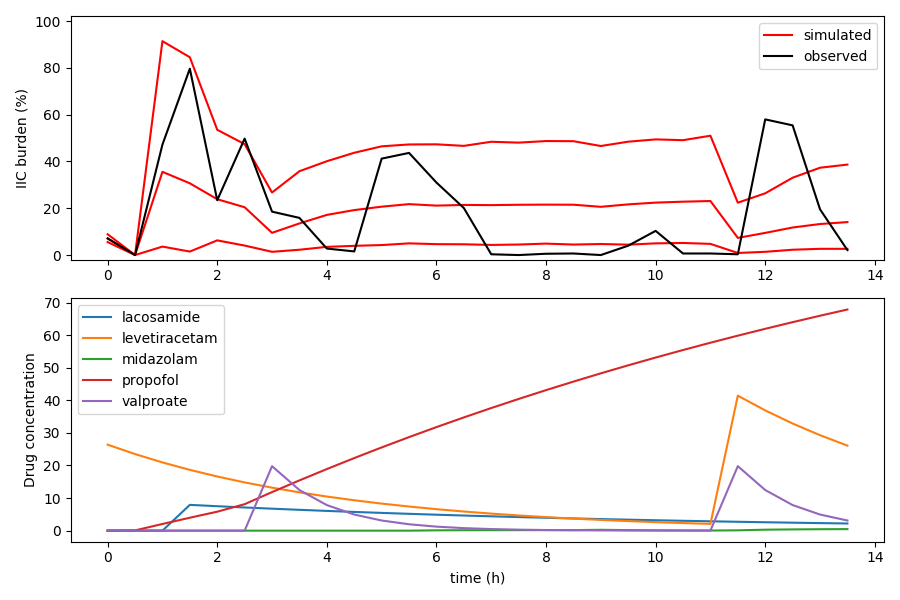 100
80
60
40
20
0
IIC burden (%)
simulated
observed
0 2 4 6 8 10 12 14
70
60
50
40
30
20
10
0
Drug concentration
lacosamide
levetiracetam
midazolam
propofol
valproate
0 2 4 6 8 10 12 14
time (h)